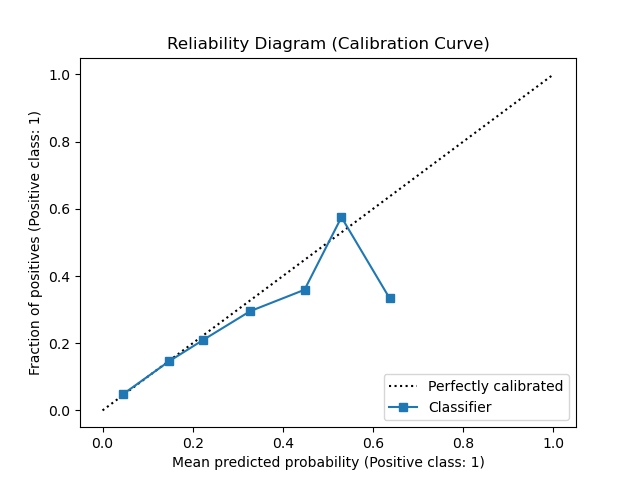 Reliability Diagram (Calibration Curve)
Fraction of positives (Positive class: 1)
1.0
0.8
0.6
0.4
0.2
0.0
0.0 0.2 0.4 0.6 0.8 1.0
Mean predicted probability (Positive class: 1)
Perfectly calibrated
Classifier